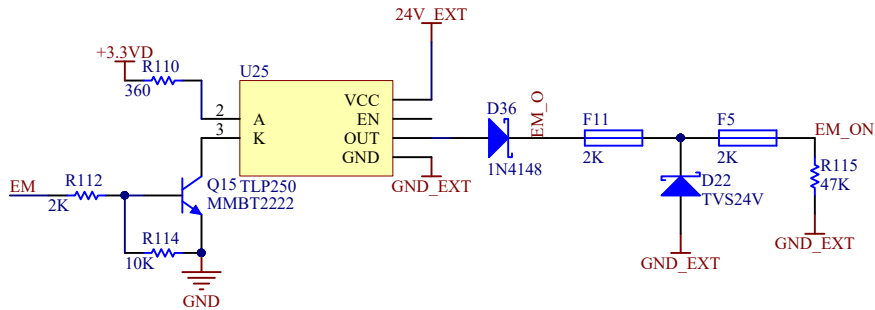 24V_EXT
+3.3VD
R110
360
U25
2
A
3
K
VCC
EN
OUT
GND
TLP250
GND_EXT
D36
1N4148
EM_O
F11
2K
F5
2K
EM_ON
R115
47K
GND_EXT
D22
TVS24V
GND_EXT
EM
R112
2K
Q15
MMBT2222
R114
10K
GND